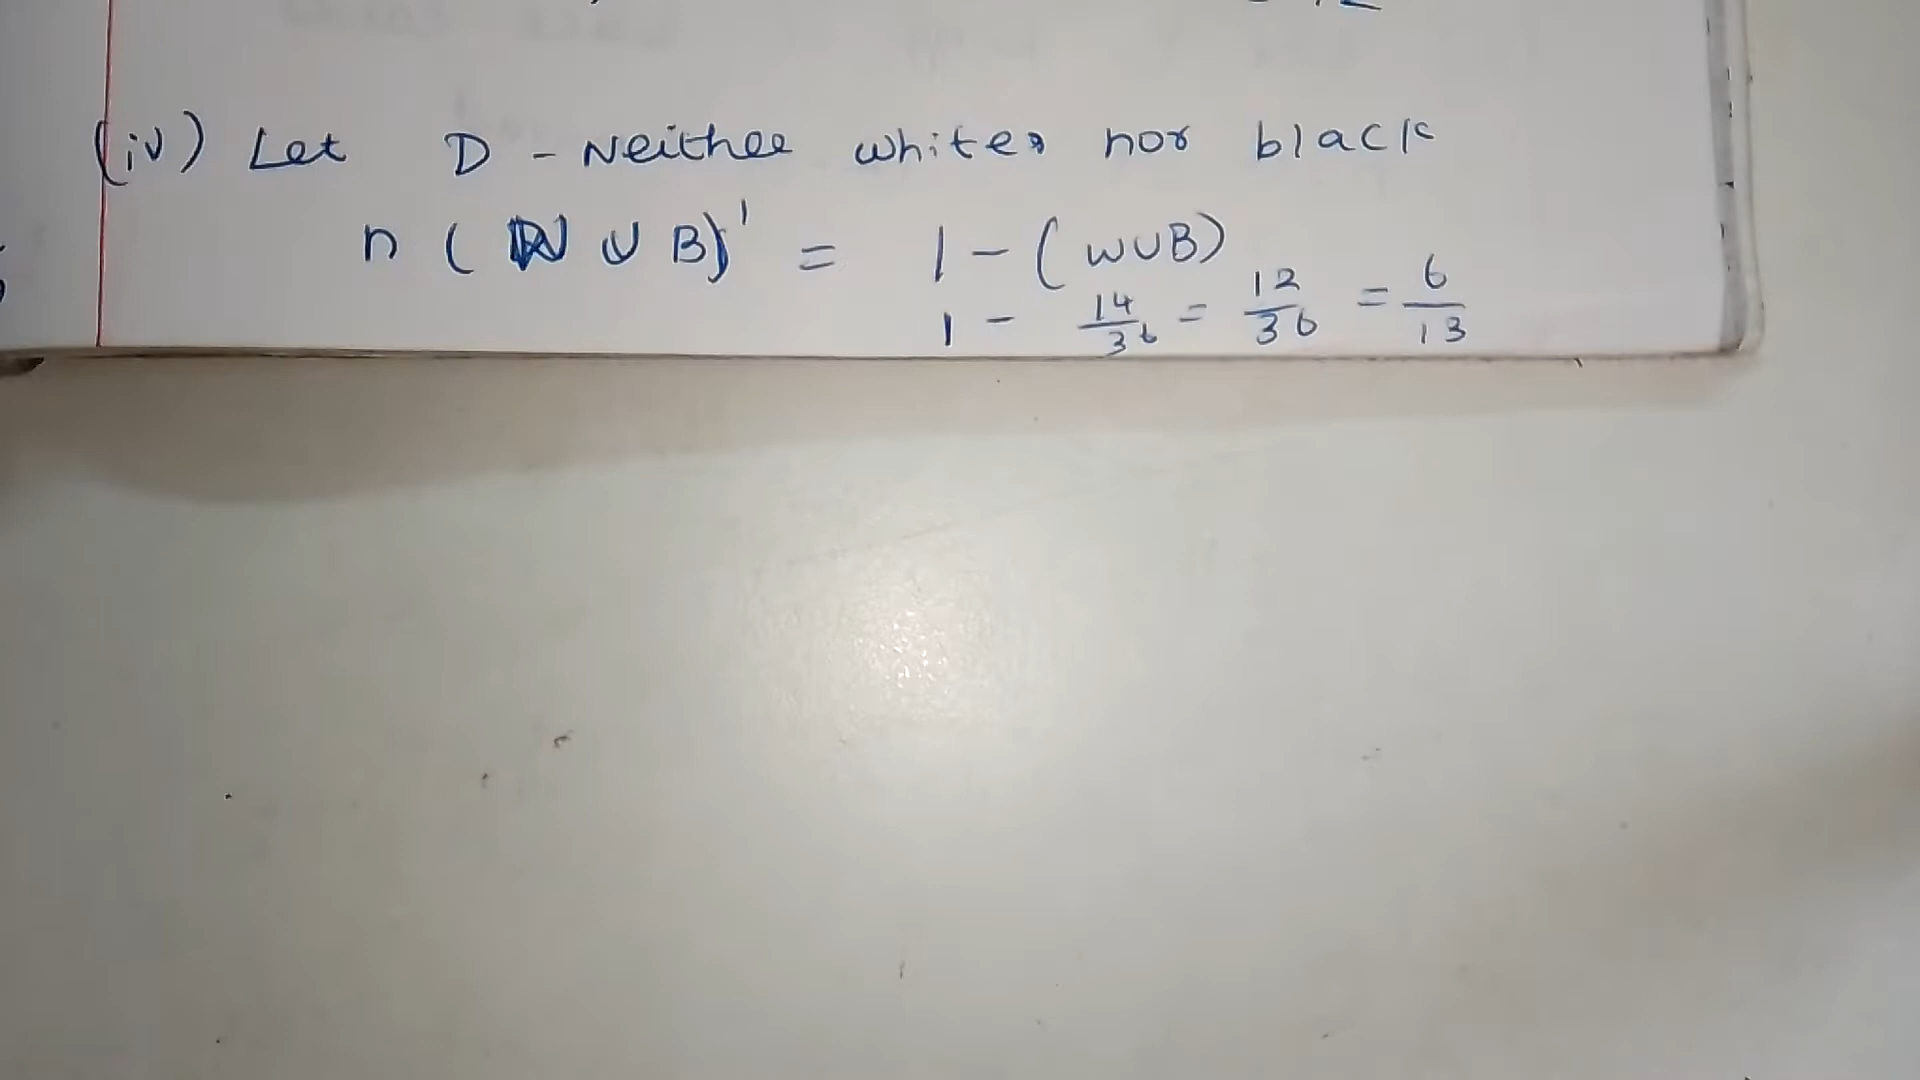 (iv) Let D - Neither white nor black
n (W ∪ B)' = 1 - (W∪B)
1 - 14/36 = 12/36 = 6/13